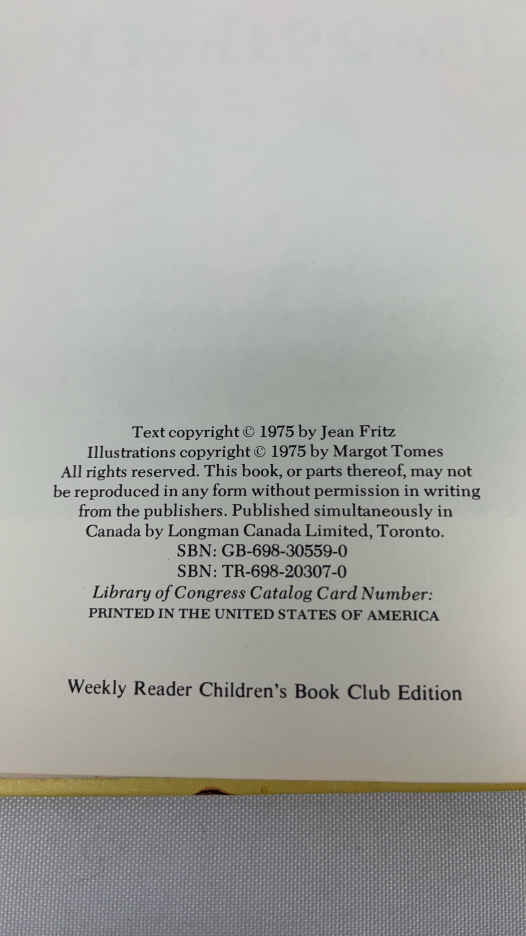 Text copyright © 1975 by Jean Fritz
Illustrations copyright © 1975 by Margot Tomes
All rights reserved. This book, or parts thereof, may not
be reproduced in any form without permission in writing
from the publishers. Published simultaneously in
Canada by Longman Canada Limited, Toronto.
SBN: GB-698-30559-0
SBN: TR-698-20307-0
Library of Congress Catalog Card Number:
PRINTED IN THE UNITED STATES OF AMERICA
Weekly Reader Children's Book Club Edition